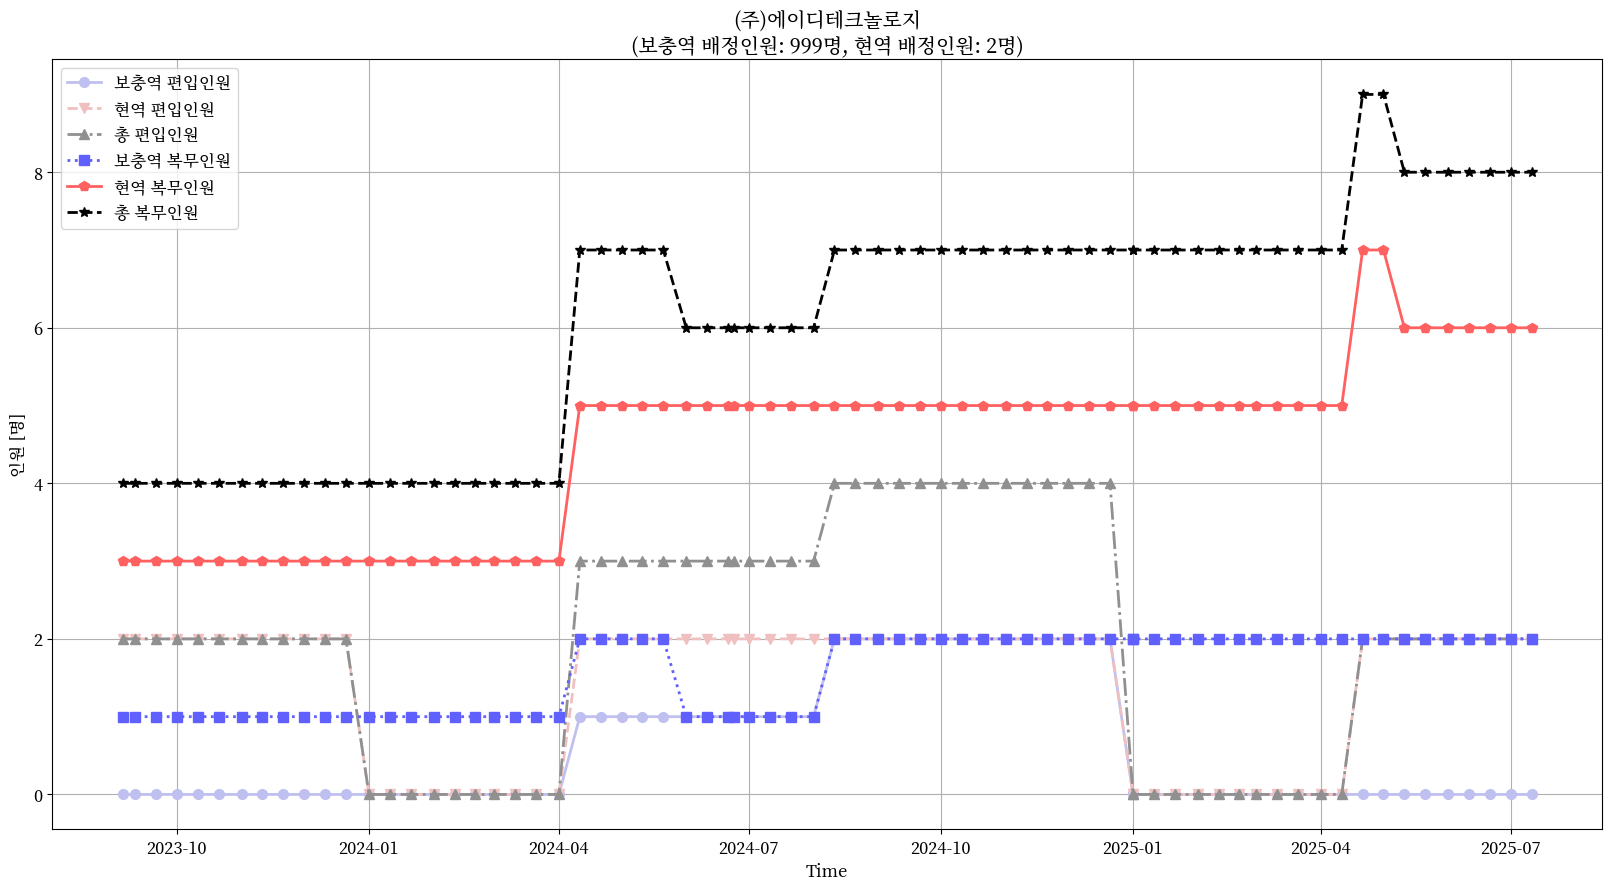 (주)에이디테크놀로지
(보충역 배정인원: 999명, 현역 배정인원: 2명)
보충역 편입인원
현역 편입인원
총 편입인원
보충역 복무인원
현역 복무인원
총 복무인원
인원 [명]
8
6
4
2
0
2023-10
2024-01
2024-04
2024-07
2024-10
2025-01
2025-04
2025-07
Time